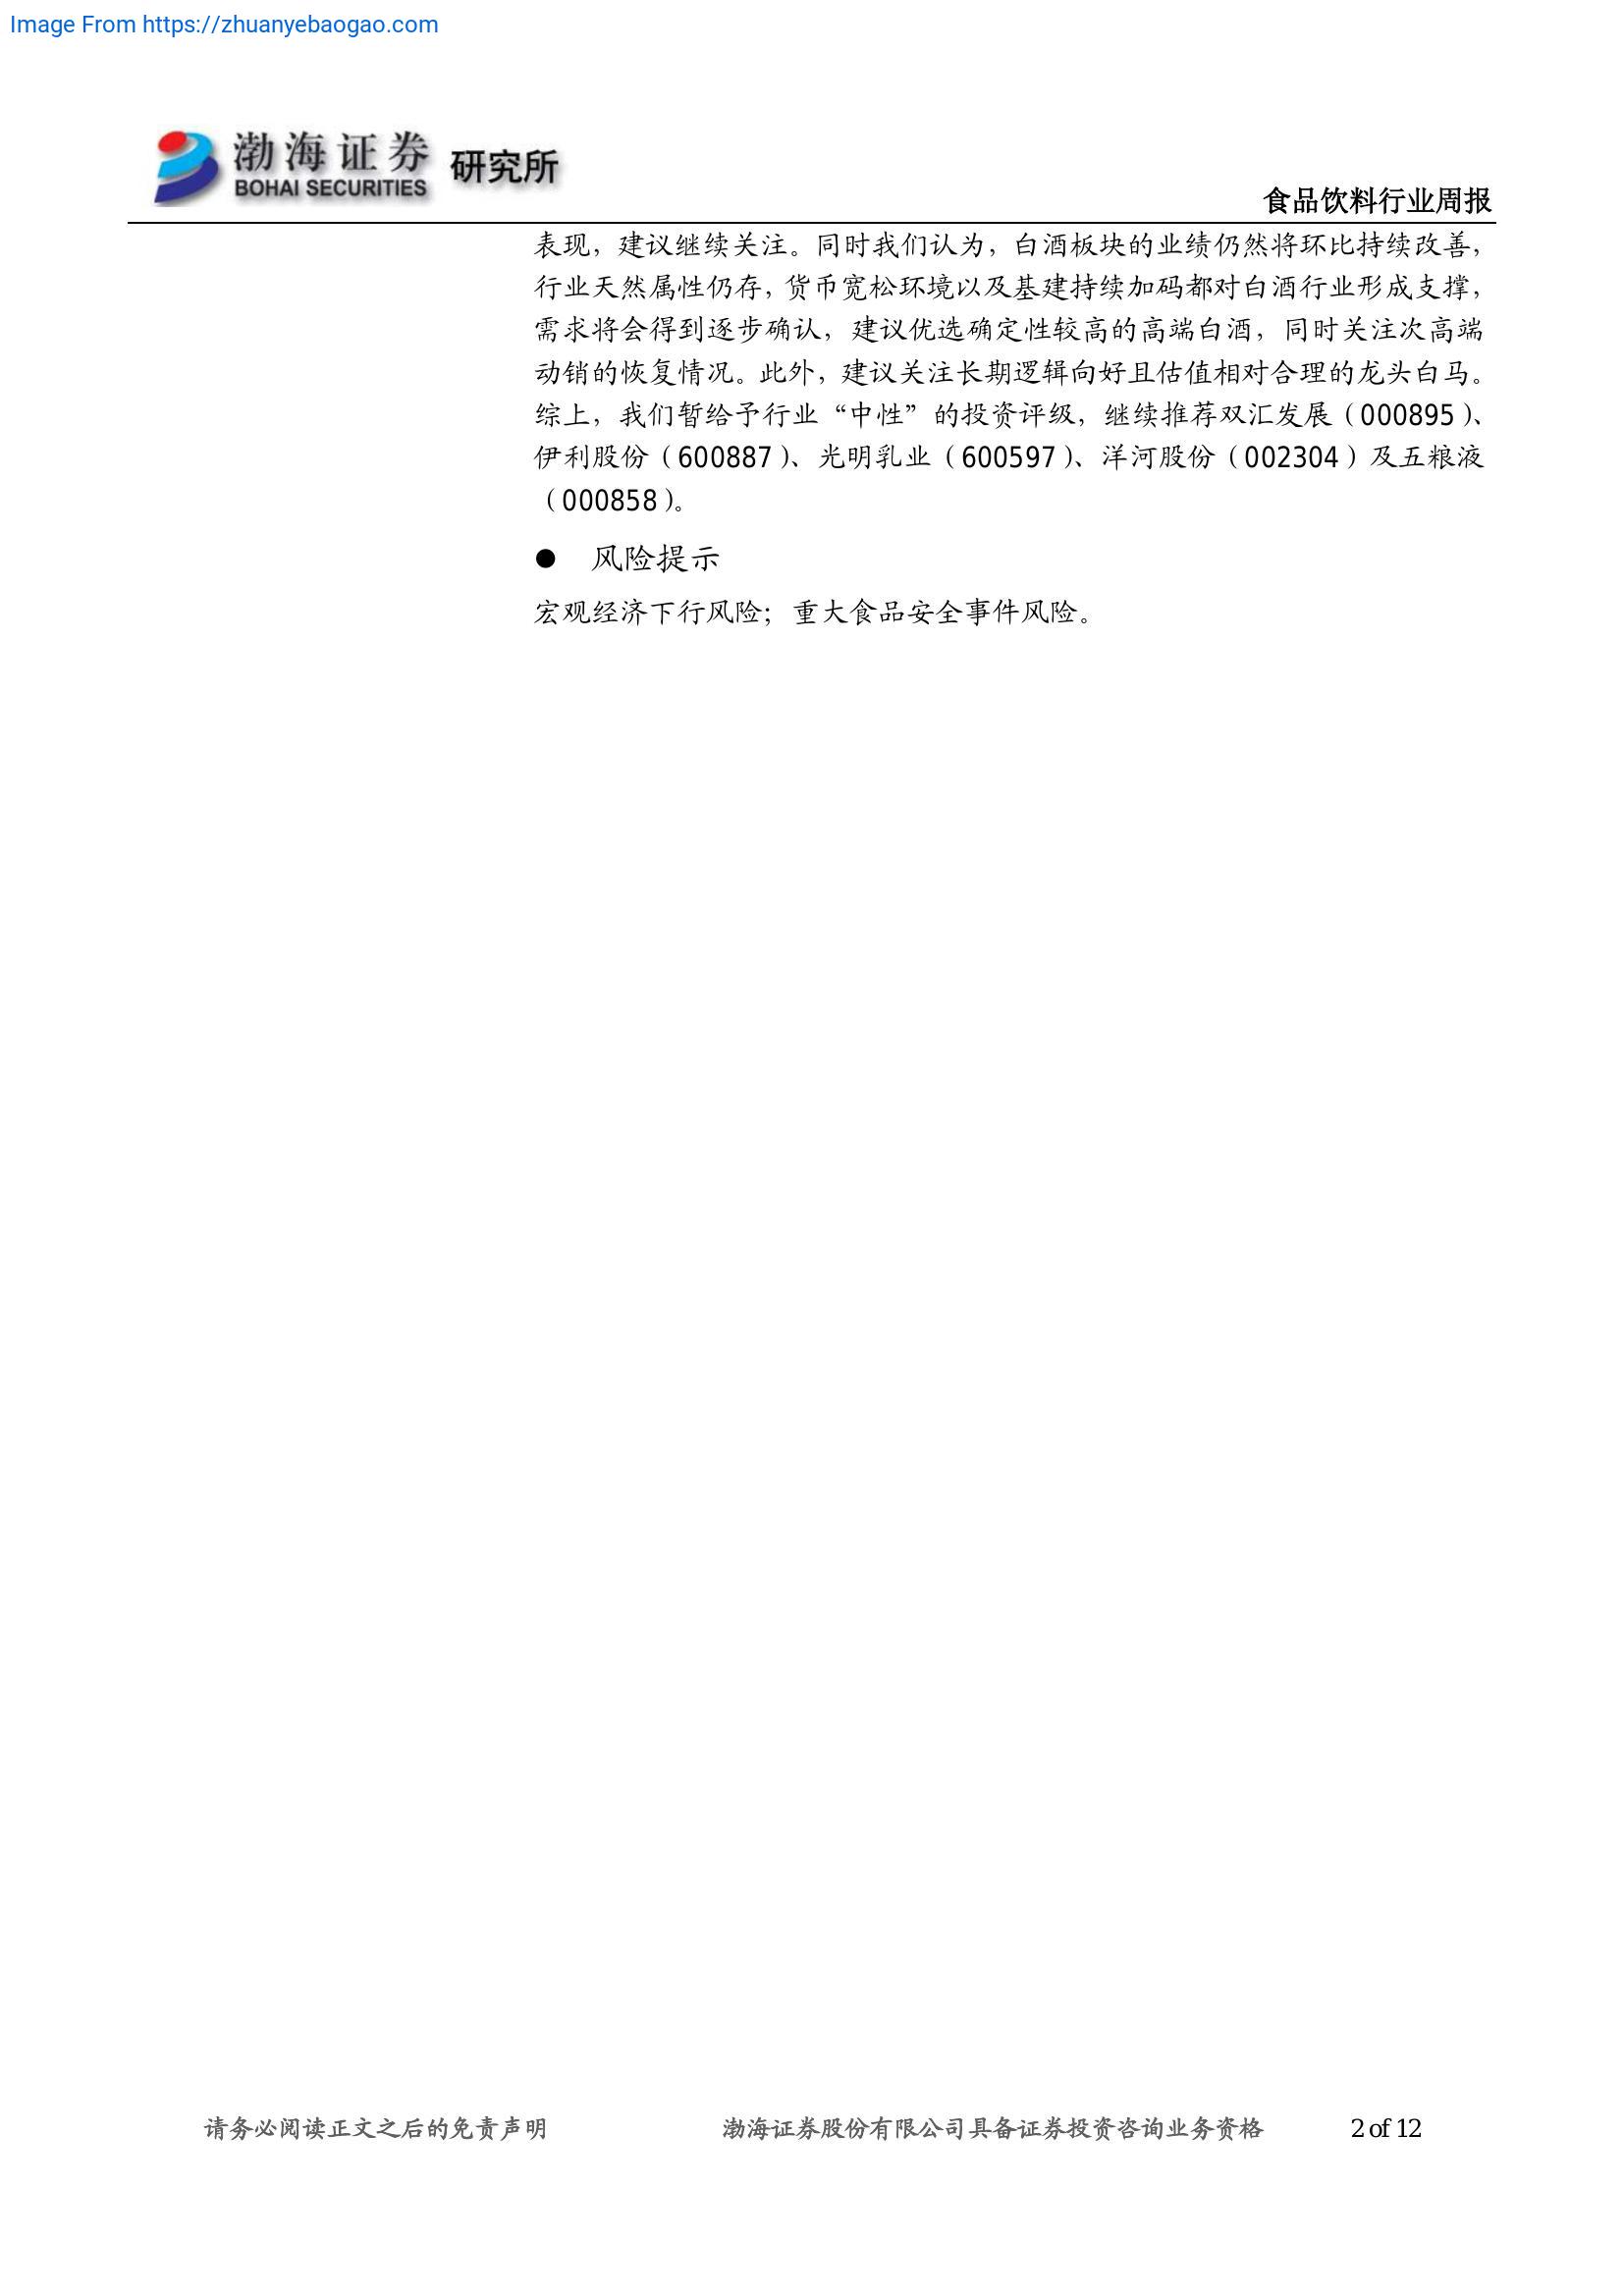 Image From https://zhuanyebaogao.com
渤海证券 研究所
BOHAI SECURITIES
食品饮料行业周报
表现，建议继续关注。同时我们认为，白酒板块的业绩仍然将环比持续改善，
行业天然属性仍存，货币宽松环境以及基建持续加码都对白酒行业形成支撑，
需求将会得到逐步确认，建议优选确定性较高的高端白酒，同时关注次高端
动销的恢复情况。此外，建议关注长期逻辑向好且估值相对合理的龙头白马。
综上，我们暂给予行业“中性”的投资评级，继续推荐双汇发展（000895）、
伊利股份（600887）、光明乳业（600597）、洋河股份（002304）及五粮液
（000858）。
● 风险提示
宏观经济下行风险；重大食品安全事件风险。
请务必阅读正文之后的免责声明 渤海证券股份有限公司具备证券投资咨询业务资格 2 of 12